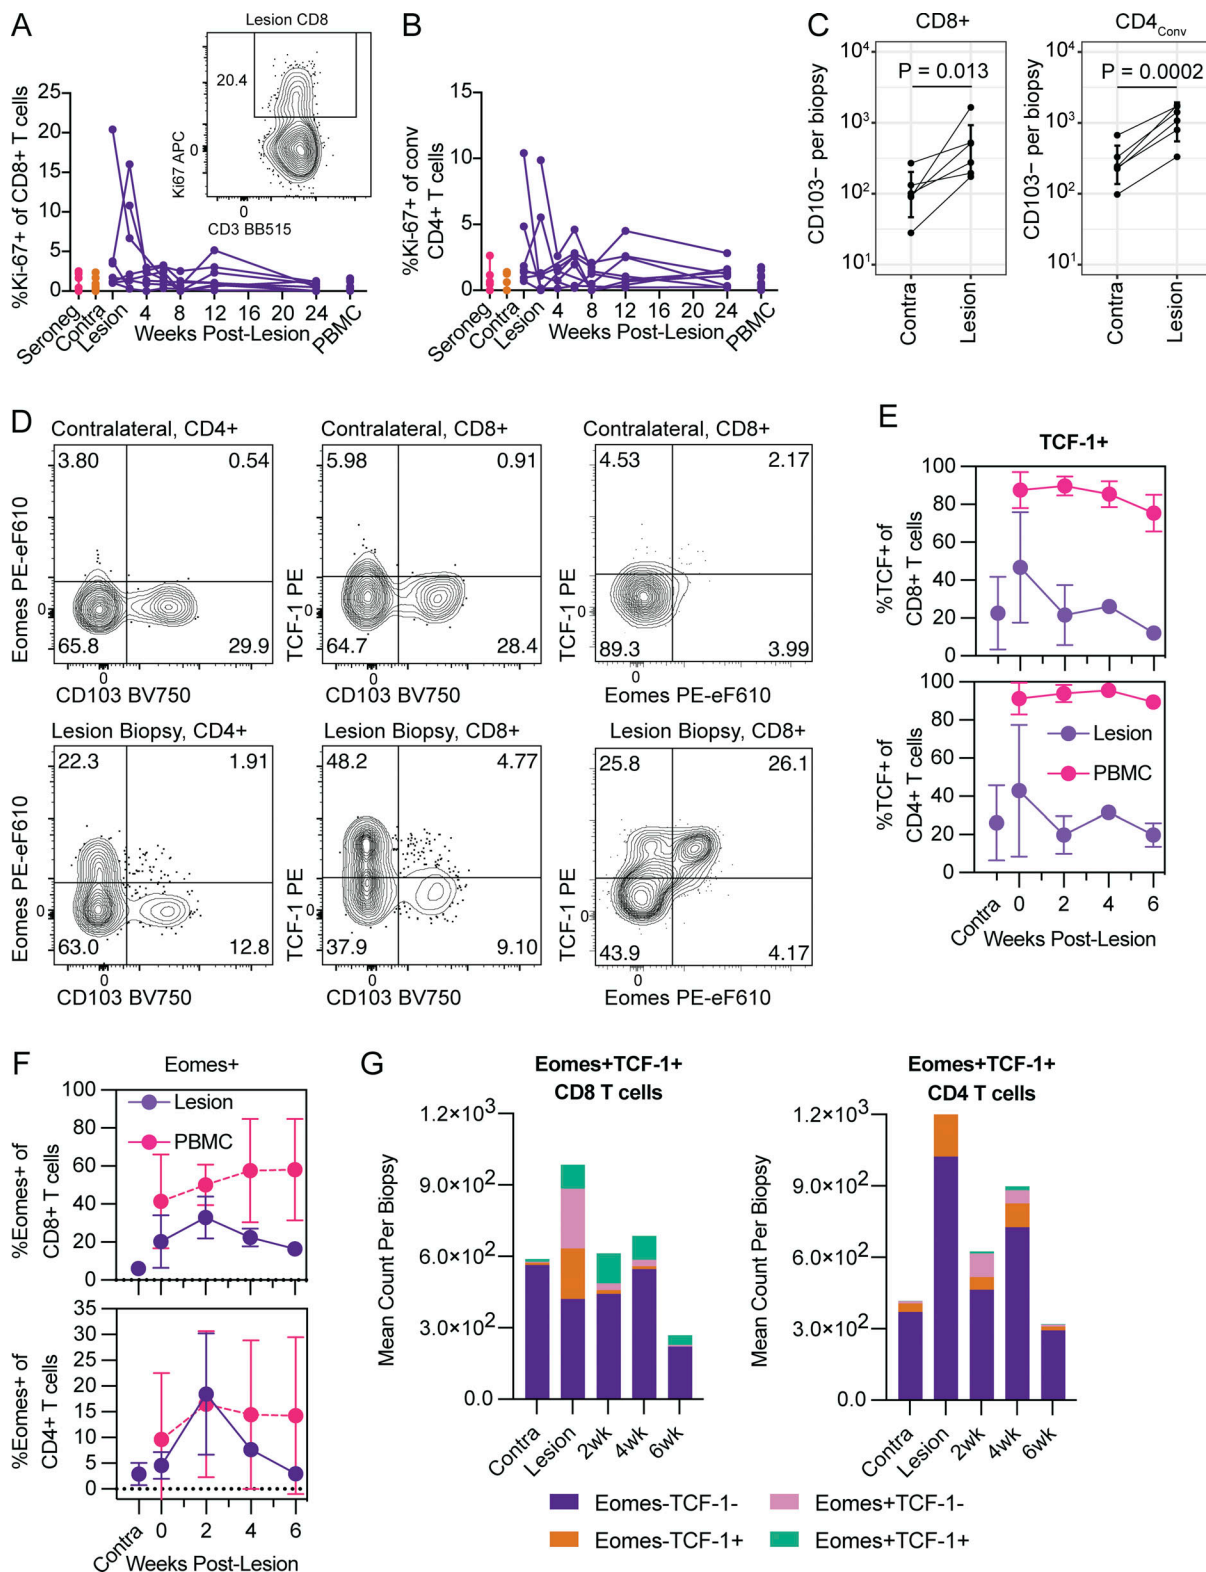 A
Lesion CD8
20.4
Ki67 APC
0
0
CD3 BB515
%Ki-67+ of CD8+ T cells
25
20
15
10
5
0
Seroneg
Contra
Lesion
4
8
12
16
20
24
PBMC
Weeks Post-Lesion
B
%Ki-67+ of conv
CD4+ T cells
15
10
5
0
Seroneg
Contra
Lesion
4
8
12
16
20
24
PBMC
Weeks Post-Lesion
C
CD8+
CD103− per biopsy
10⁴
10³
10²
10¹
P = 0.013
Contra
Lesion
CD4Conv
CD103− per biopsy
10⁴
10³
10²
10¹
P = 0.0002
Contra
Lesion
D
Contralateral, CD4+
3.80
0.54
65.8
29.9
Eomes PE-eF610
0
0
CD103 BV750
Contralateral, CD8+
5.98
0.91
64.7
28.4
TCF-1 PE
0
0
CD103 BV750
Contralateral, CD8+
4.53
2.17
89.3
3.99
TCF-1 PE
0
0
Eomes PE-eF610
Lesion Biopsy, CD4+
22.3
1.91
63.0
12.8
Eomes PE-eF610
0
0
CD103 BV750
Lesion Biopsy, CD8+
48.2
4.77
37.9
9.10
TCF-1 PE
0
0
CD103 BV750
Lesion Biopsy, CD8+
25.8
26.1
43.9
4.17
TCF-1 PE
0
0
Eomes PE-eF610
E
TCF-1+
%TCF+ of
CD8+ T cells
100
80
60
40
20
0
%TCF+ of
CD4+ T cells
100
80
60
40
20
0
Lesion
PBMC
Contra
0
2
4
6
Weeks Post-Lesion
F
Eomes+
%Eomes+ of
CD8+ T cells
100
80
60
40
20
0
Lesion
PBMC
%Eomes+ of
CD4+ T cells
35
30
25
20
15
10
5
0
Contra
0
2
4
6
Weeks Post-Lesion
G
Eomes+TCF-1+
CD8 T cells
Mean Count Per Biopsy
1.2×10³
9.0×10²
6.0×10²
3.0×10²
0.0
Contra
Lesion
2wk
4wk
6wk
Eomes+TCF-1+
CD4 T cells
Mean Count Per Biopsy
1.2×10³
9.0×10²
6.0×10²
3.0×10²
0.0
Contra
Lesion
2wk
4wk
6wk
Eomes-TCF-1-
Eomes+TCF-1-
Eomes-TCF-1+
Eomes+TCF-1+